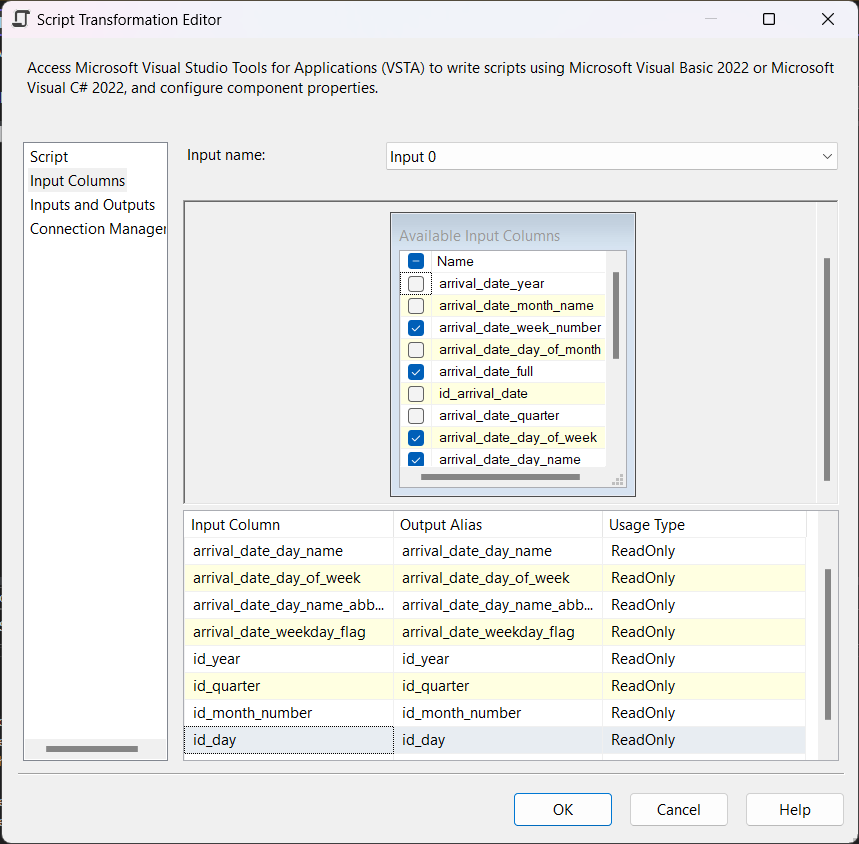 Script Transformation Editor
Access Microsoft Visual Studio Tools for Applications (VSTA) to write scripts using Microsoft Visual Basic 2022 or Microsoft
Visual C# 2022, and configure component properties.
Script
Input Columns
Inputs and Outputs
Connection Manager
Input name:
Input 0
Available Input Columns
Name
arrival_date_year
arrival_date_month_name
arrival_date_week_number
arrival_date_day_of_month
arrival_date_full
id_arrival_date
arrival_date_quarter
arrival_date_day_of_week
arrival_date_day_name
Input Column Output Alias Usage Type
arrival_date_day_name arrival_date_day_name ReadOnly
arrival_date_day_of_week arrival_date_day_of_week ReadOnly
arrival_date_day_name_abb... arrival_date_day_name_abb... ReadOnly
arrival_date_weekday_flag arrival_date_weekday_flag ReadOnly
id_year id_year ReadOnly
id_quarter id_quarter ReadOnly
id_month_number id_month_number ReadOnly
id_day id_day ReadOnly
OK Cancel Help